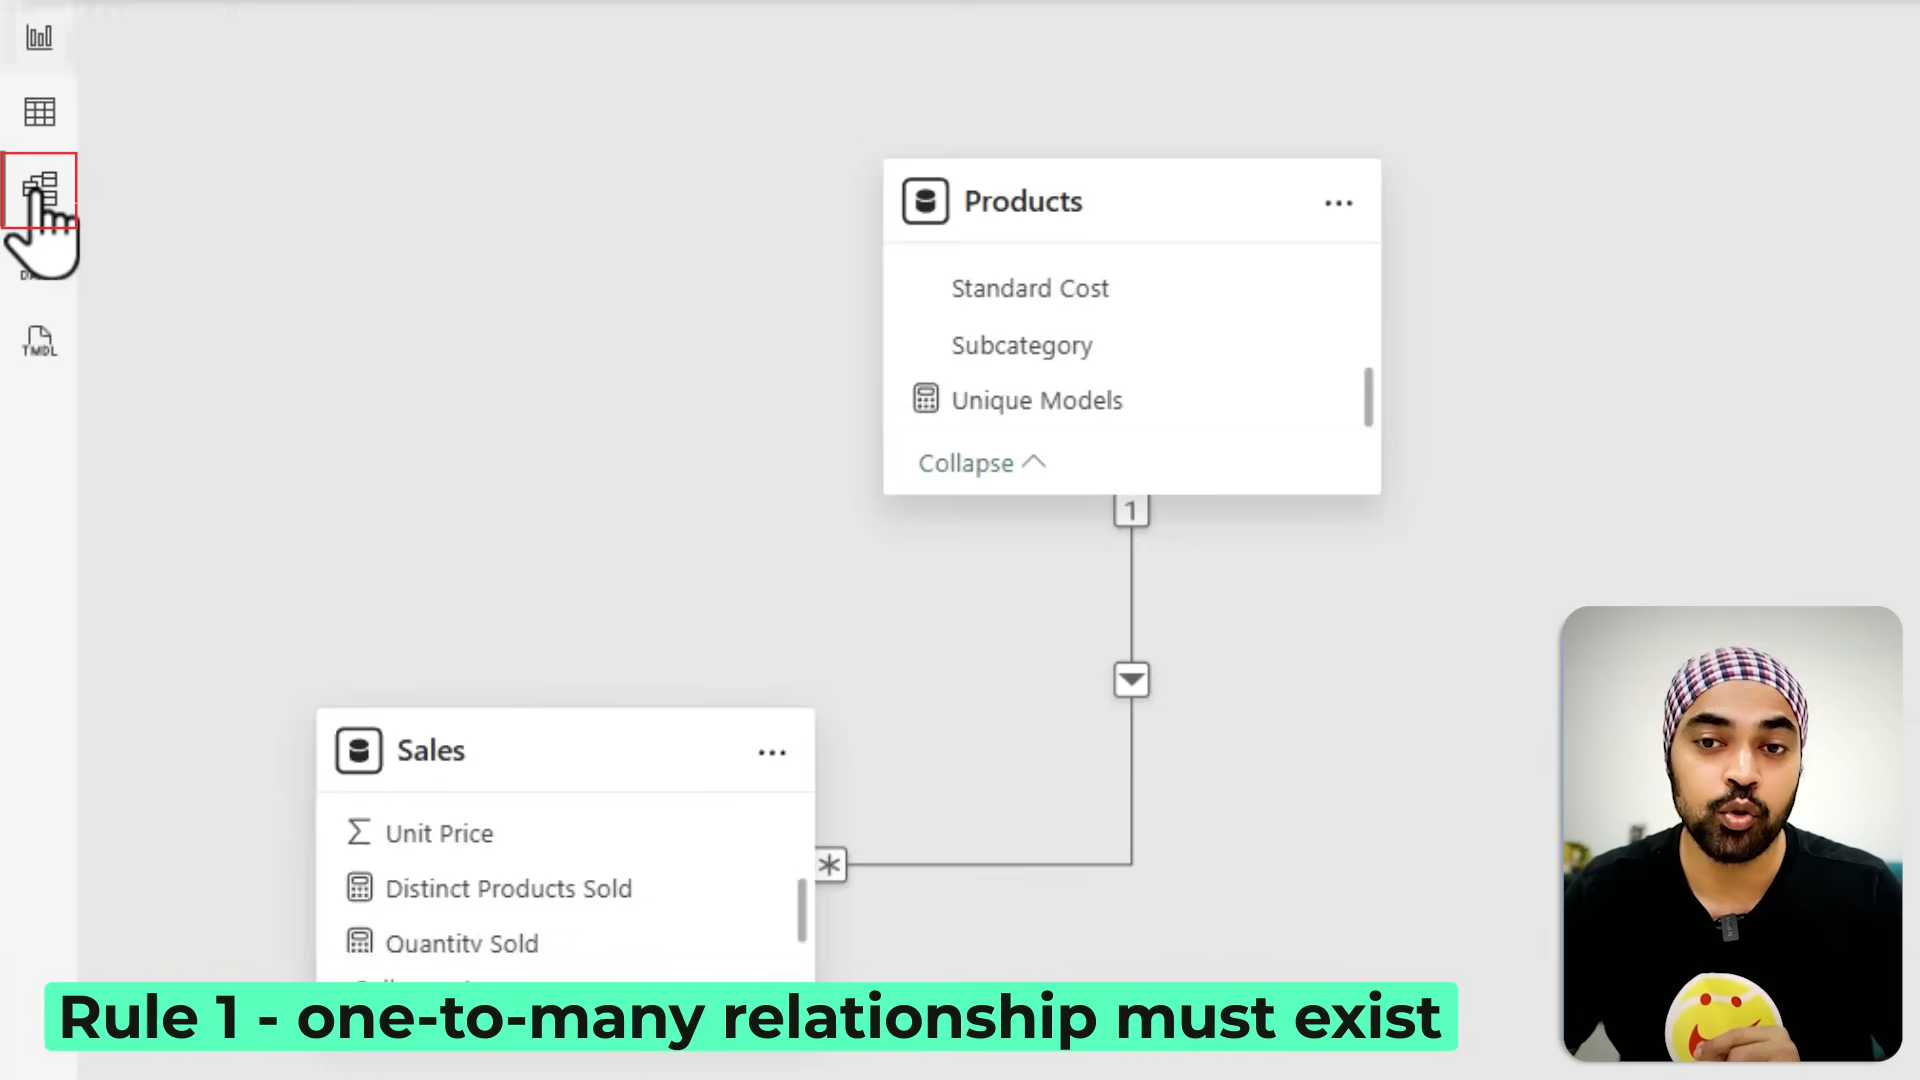 Products
Standard Cost
Subcategory
Unique Models
Collapse
1
TMDL
Sales
Unit Price
Distinct Products Sold
Quantity Sold
Rule 1 - one-to-many relationship must exist